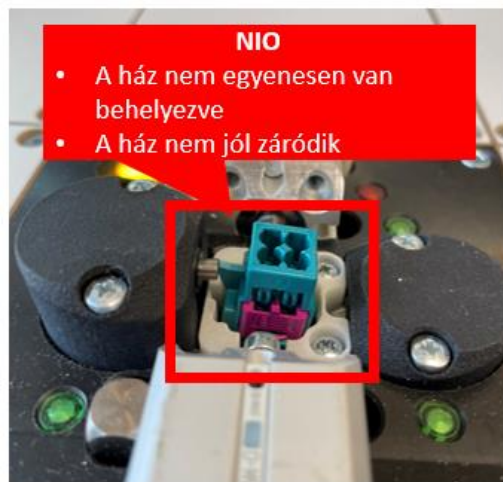 NIO
• A ház nem egyenesen van
behelyezve
• A ház nem jól záródik